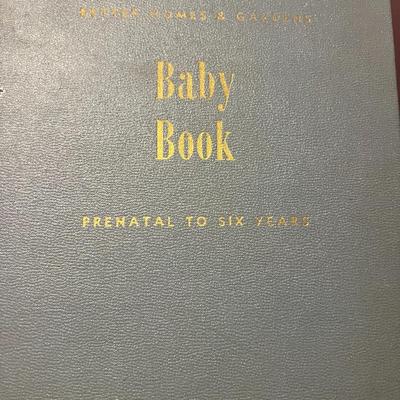 BETTER HOMES & GARDENS
Baby
Book
PRENATAL TO SIX YEARS